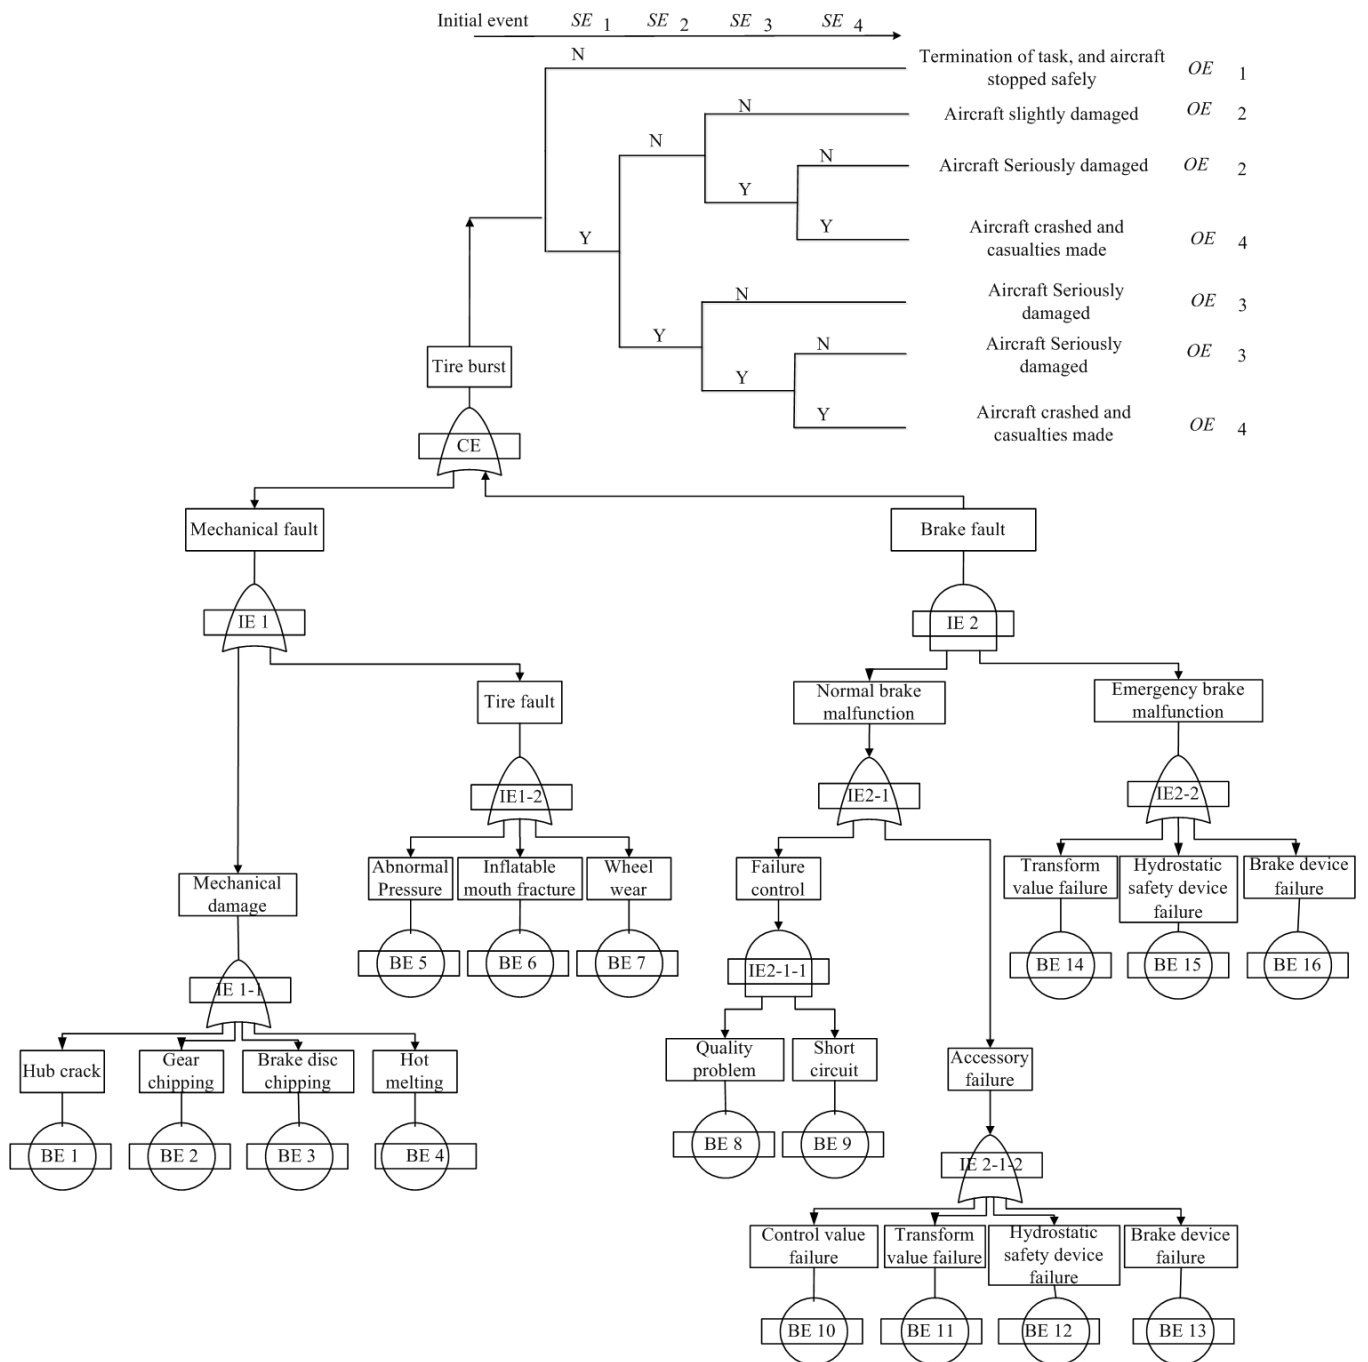 Initial event SE 1 SE 2 SE 3 SE 4
N
Termination of task, and aircraft
stopped safely
OE 1
N
Aircraft slightly damaged
OE 2
N
N
Aircraft Seriously damaged
OE 2
Y
Y
Aircraft crashed and
casualties made
OE 4
Y
N
Aircraft Seriously
damaged
OE 3
Y
N
Aircraft Seriously
damaged
OE 3
Y
Y
Aircraft crashed and
casualties made
OE 4
Tire burst
CE
Mechanical fault
Brake fault
IE 1
IE 2
Tire fault
Normal brake
malfunction
Emergency brake
malfunction
IE1-2
IE2-1
IE2-2
Abnormal
Pressure
Inflatable
mouth fracture
Wheel
wear
Failure
control
Transform
value failure
Hydrostatic
safety device
failure
Brake device
failure
Mechanical
damage
BE 5
BE 6
BE 7
IE2-1-1
BE 14
BE 15
BE 16
IE 1-1
Hub crack
Gear
chipping
Brake disc
chipping
Hot
melting
Quality
problem
Short
circuit
Accessory
failure
BE 1
BE 2
BE 3
BE 4
BE 8
BE 9
IE 2-1-2
Control value
failure
Transform
value failure
Hydrostatic
safety device
failure
Brake device
failure
BE 10
BE 11
BE 12
BE 13